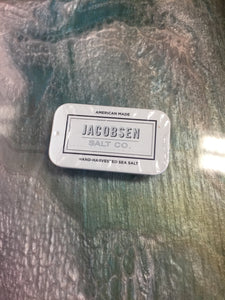 AMERICAN MADE
JACOBSEN
SALT CO.
HAND-HARVESTED SEA SALT